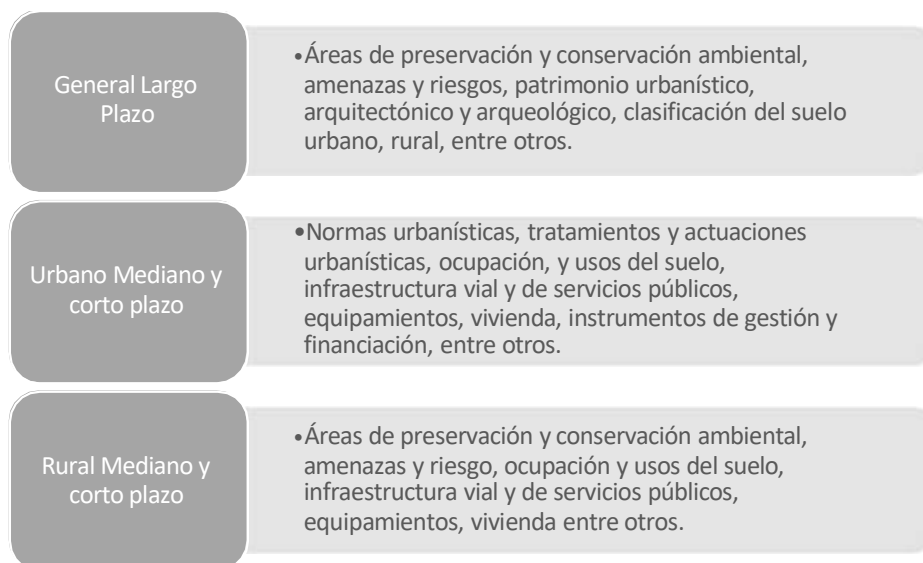 General Largo
Plazo
•Áreas de preservación y conservación ambiental,
amenazas y riesgos, patrimonio urbanístico,
arquitectónico y arqueológico, clasificación del suelo
urbano, rural, entre otros.
Urbano Mediano y
corto plazo
•Normas urbanísticas, tratamientos y actuaciones
urbanísticas, ocupación, y usos del suelo,
infraestructura vial y de servicios públicos,
equipamientos, vivienda, instrumentos de gestión y
financiación, entre otros.
Rural Mediano y
corto plazo
•Áreas de preservación y conservación ambiental,
amenazas y riesgo, ocupación y usos del suelo,
infraestructura vial y de servicios públicos,
equipamientos, vivienda entre otros.